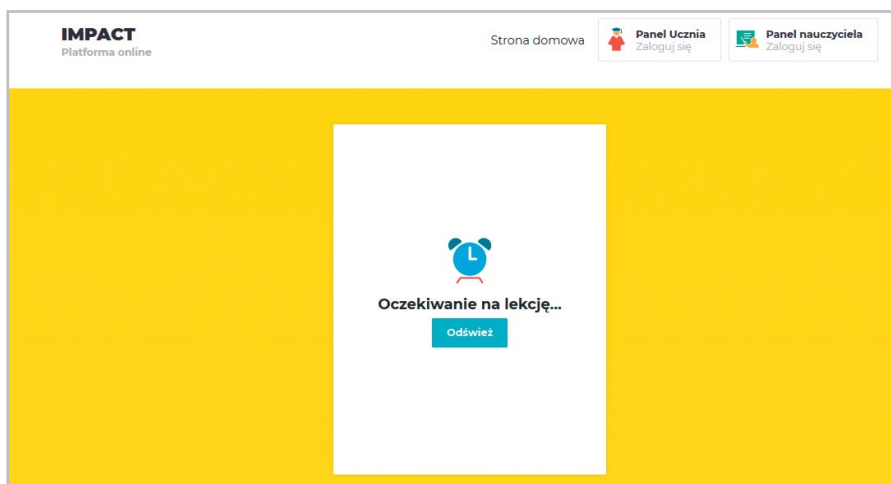 IMPACT
Platforma online
Strona domowa
Panel Ucznia
Zaloguj się
Panel nauczyciela
Zaloguj się
Oczekiwanie na lekcję...
Odśwież